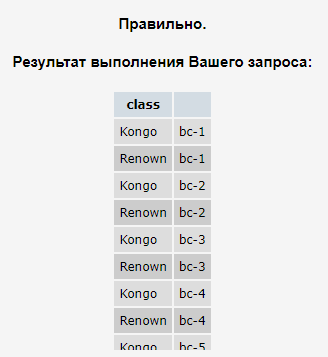 Правильно.
Результат выполнения Вашего запроса:
class
Kongo bc-1
Renown bc-1
Kongo bc-2
Renown bc-2
Kongo bc-3
Renown bc-3
Kongo bc-4
Renown bc-4
Kongo bc-5